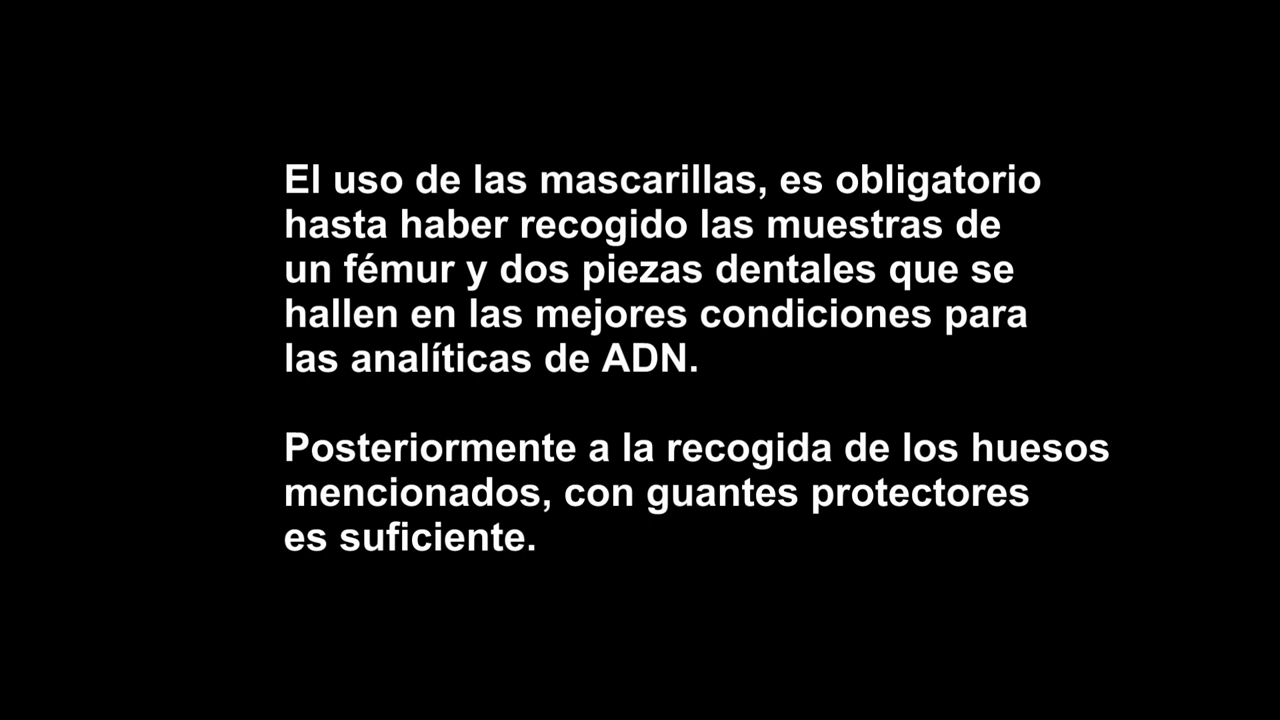 El uso de las mascarillas, es obligatorio
hasta haber recogido las muestras de
un fémur y dos piezas dentales que se
hallen en las mejores condiciones para
las analíticas de ADN.
Posteriormente a la recogida de los huesos
mencionados, con guantes protectores
es suficiente.